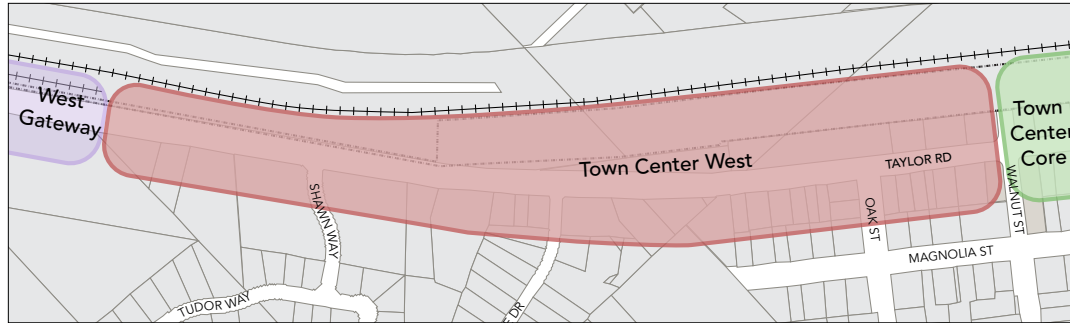 West
Gateway
Town Center West
Town
Center
Core
TAYLOR RD
SHAWN WAY
OAK ST
WALNUT ST
MAGNOLIA ST
TUDOR WAY
DR